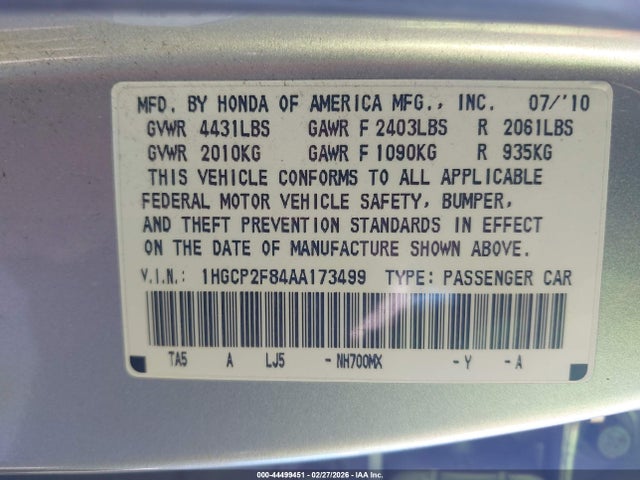 MFD. BY HONDA OF AMERICA MFG., INC. 07/'10
GVWR 4431LBS GAWR F 2403LBS R 2061LBS
GVWR 2010KG GAWR F 1090KG R 935KG
THIS VEHICLE CONFORMS TO ALL APPLICABLE
FEDERAL MOTOR VEHICLE SAFETY, BUMPER,
AND THEFT PREVENTION STANDARDS IN EFFECT
ON THE DATE OF MANUFACTURE SHOWN ABOVE.
V.I.N.: 1HGCP2F84AA173499 TYPE: PASSENGER CAR
TA5 A LJ5 -NH700MX -Y -A
000-44499451 - 02/27/2026 - IAA Inc.